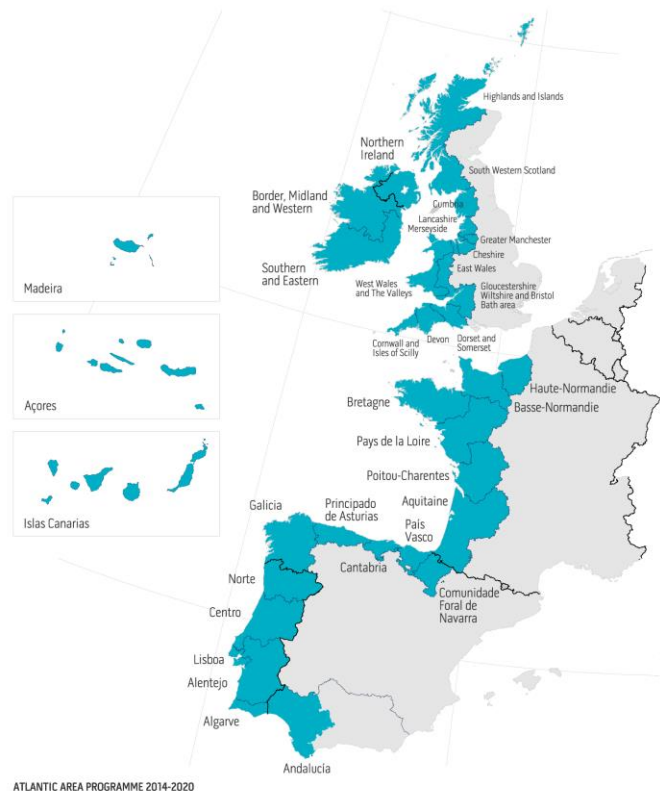 Highlands and Islands
Northern
Ireland
South Western Scotland
Border, Midland
and Western
Cumbria
Lancashire
Merseyside
Greater Manchester
Cheshire
East Wales
Southern
and Eastern
West Wales
and The Valleys
Gloucestershire
Wiltshire and Bristol
Bath area
Cornwall and
Isles of Scilly
Devon
Dorset and
Somerset
Madeira
Açores
Islas Canarias
Haute-Normandie
Basse-Normandie
Bretagne
Pays de la Loire
Poitou-Charentes
Aquitaine
País
Vasco
Principado
de Asturias
Galicia
Cantabria
Comunidade
Foral de
Navarra
Norte
Centro
Lisboa
Alentejo
Algarve
Andalucía
ATLANTIC AREA PROGRAMME 2014-2020